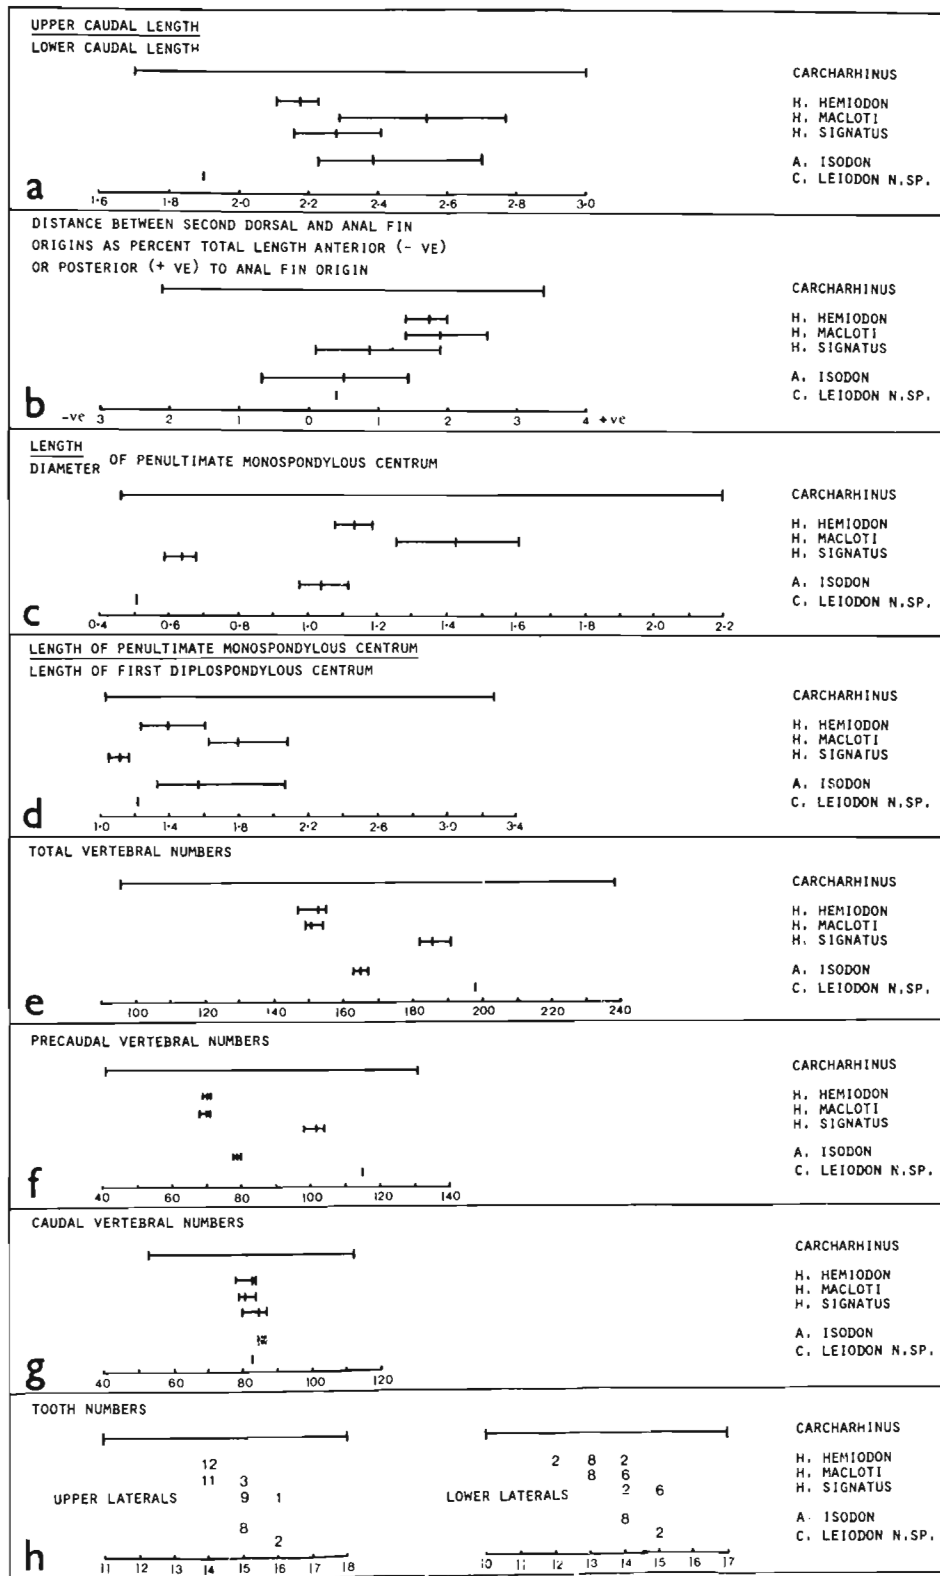 UPPER CAUDAL LENGTH
LOWER CAUDAL LENGTH
CARCHARHINUS
H. HEMIODON
H. MACLOTI
H. SIGNATUS
A. ISODON
C. LEIODON N.SP.
a
1·6 1·8 2·0 2·2 2·4 2·6 2·8 3·0
DISTANCE BETWEEN SECOND DORSAL AND ANAL FIN
ORIGINS AS PERCENT TOTAL LENGTH ANTERIOR (- VE)
OR POSTERIOR (+ VE) TO ANAL FIN ORIGIN
CARCHARHINUS
H. HEMIODON
H. MACLOTI
H. SIGNATUS
A. ISODON
C. LEIODON N.SP.
b
-ve 3 2 1 0 1 2 3 4 +ve
LENGTH
DIAMETER OF PENULTIMATE MONOSPONDYLOUS CENTRUM
CARCHARHINUS
H. HEMIODON
H. MACLOTI
H. SIGNATUS
A. ISODON
C. LEIODON N.SP.
c
0·4 0·6 0·8 1·0 1·2 1·4 1·6 1·8 2·0 2·2
LENGTH OF PENULTIMATE MONOSPONDYLOUS CENTRUM
LENGTH OF FIRST DIPLOSPONDYLOUS CENTRUM
CARCHARHINUS
H. HEMIODON
H. MACLOTI
H. SIGNATUS
A. ISODON
C. LEIODON N.SP.
d
1·0 1·4 1·8 2·2 2·6 3·0 3·4
TOTAL VERTEBRAL NUMBERS
CARCHARHINUS
H. HEMIODON
H. MACLOTI
H. SIGNATUS
A. ISODON
C. LEIODON N.SP.
e
100 120 140 160 180 200 220 240
PRECAUDAL VERTEBRAL NUMBERS
CARCHARHINUS
H. HEMIODON
H. MACLOTI
H. SIGNATUS
A. ISODON
C. LEIODON N.SP.
f
40 60 80 100 120 140
CAUDAL VERTEBRAL NUMBERS
CARCHARHINUS
H. HEMIODON
H. MACLOTI
H. SIGNATUS
A. ISODON
C. LEIODON N.SP.
g
40 60 80 100 120
TOOTH NUMBERS
CARCHARHINUS
12 2 8 2 H. HEMIODON
11 3 8 6 H. MACLOTI
UPPER LATERALS 9 1 LOWER LATERALS 2 6 H. SIGNATUS
8 8 A. ISODON
2 2 C. LEIODON N.SP.
h
11 12 13 14 15 16 17 18 10 11 12 13 14 15 16 17